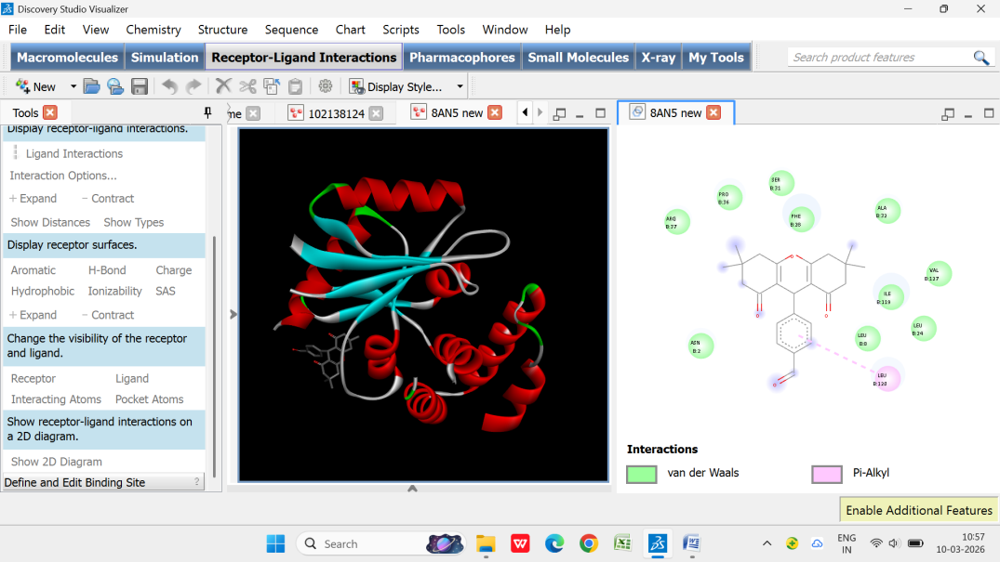 Discovery Studio Visualizer
File Edit View Chemistry Structure Sequence Chart Scripts Tools Window Help
Macromolecules Simulation Receptor-Ligand Interactions Pharmacophores Small Molecules X-ray My Tools
Search product features
New
Display Style...
Tools
me
102138124
8AN5 new
8AN5 new
Display receptor-ligand interactions.
Ligand Interactions
Interaction Options...
+ Expand - Contract
Show Distances Show Types
Display receptor surfaces.
Aromatic H-Bond Charge
Hydrophobic Ionizability SAS
+ Expand - Contract
Change the visibility of the receptor
and ligand.
Receptor Ligand
Interacting Atoms Pocket Atoms
Show receptor-ligand interactions on
a 2D diagram.
Show 2D Diagram
Define and Edit Binding Site ?
SER
B:31
PRO
B:36
ARG
B:37
PHE
ALA
VAL
B:127
ILE
B:119
LEU
B:24
LEU
B:8
ASN
B:2
LEU
B:120
O
O
O
O
Interactions
van der Waals
Pi-Alkyl
Enable Additional Features
Search
ENG
IN
10:57
10-03-2026